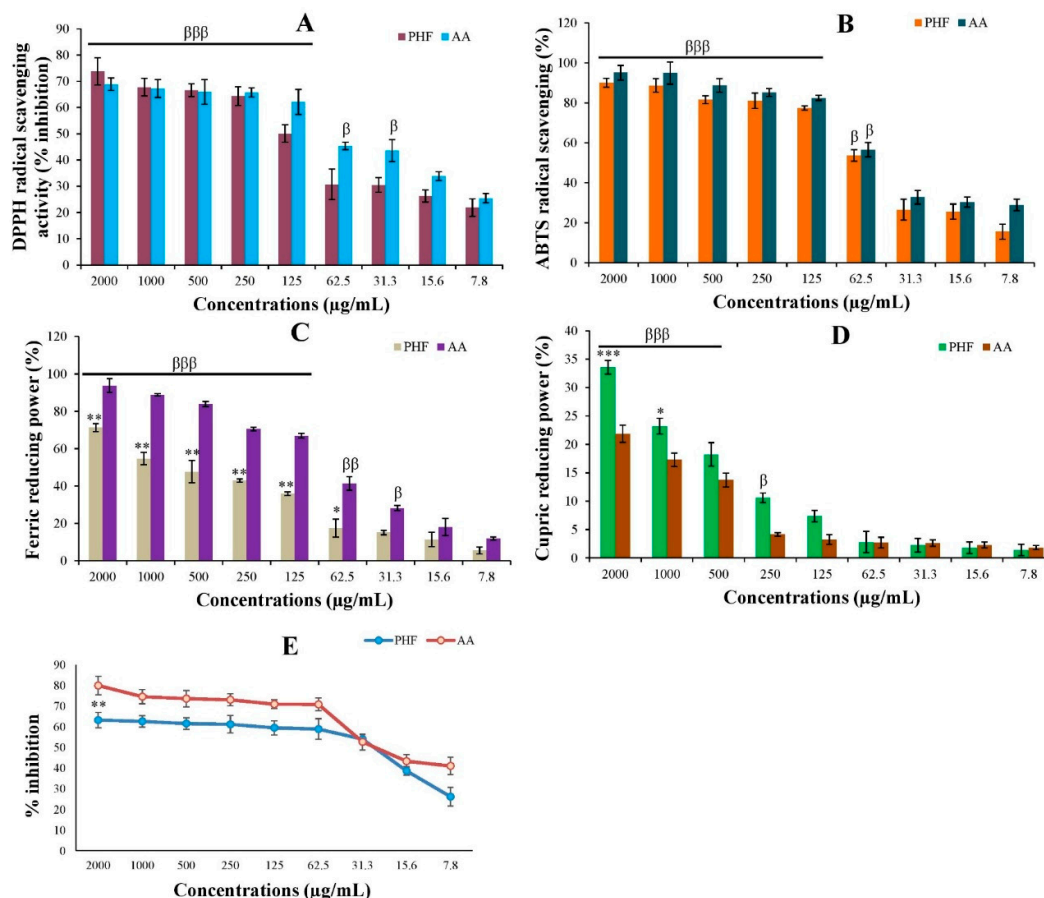 A
PHF AA
βββ
β β
DPPH radical scavenging
activity (% inhibition)
90
80
70
60
50
40
30
20
10
0
2000 1000 500 250 125 62.5 31.3 15.6 7.8
Concentrations (µg/mL)
B
PHF AA
βββ
β β
ABTS radical scavenging (%)
120
100
80
60
40
20
0
2000 1000 500 250 125 62.5 31.3 15.6 7.8
Concentrations (µg/mL)
C
PHF AA
βββ
** ** ** ** ** * ββ β
Ferric reducing power (%)
120
100
80
60
40
20
0
2000 1000 500 250 125 62.5 31.3 15.6 7.8
Concentrations (µg/mL)
D
PHF AA
βββ
*** * β
Cupric reducing power (%)
40
35
30
25
20
15
10
5
0
2000 1000 500 250 125 62.5 31.3 15.6 7.8
Concentrations (µg/mL)
E
PHF AA
**
% inhibition
90
80
70
60
50
40
30
20
10
0
2000 1000 500 250 125 62.5 31.3 15.6 7.8
Concentrations (µg/mL)